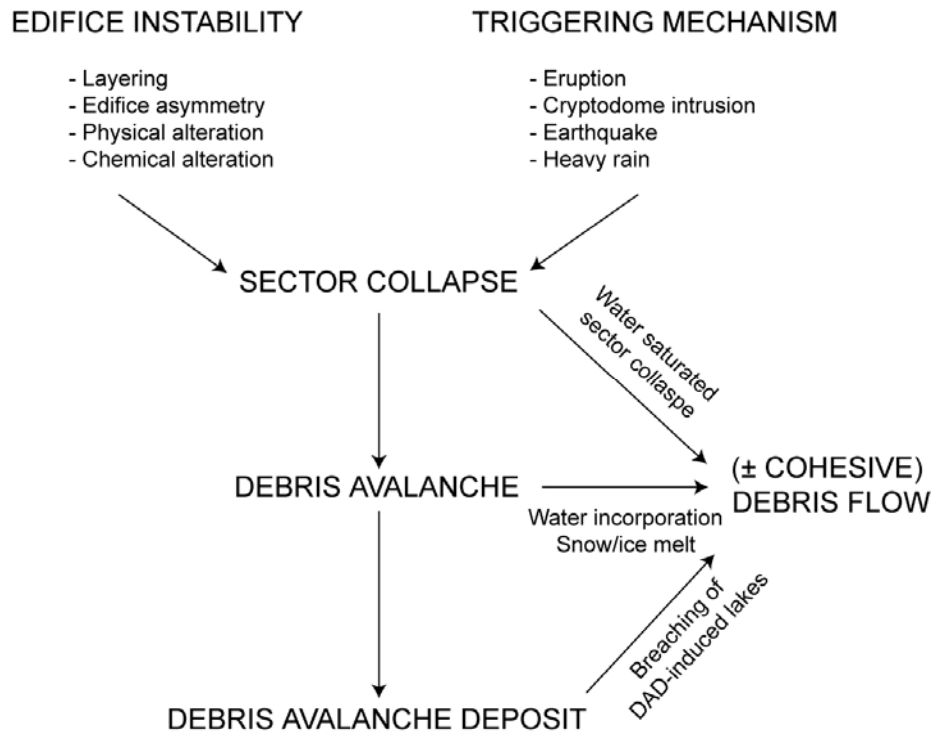 EDIFICE INSTABILITY
- Layering
- Edifice asymmetry
- Physical alteration
- Chemical alteration
TRIGGERING MECHANISM
- Eruption
- Cryptodome intrusion
- Earthquake
- Heavy rain
SECTOR COLLAPSE
Water saturated
sector collaspe
DEBRIS AVALANCHE
Water incorporation
Snow/ice melt
(± COHESIVE)
DEBRIS FLOW
Breaching of
DAD-induced lakes
DEBRIS AVALANCHE DEPOSIT